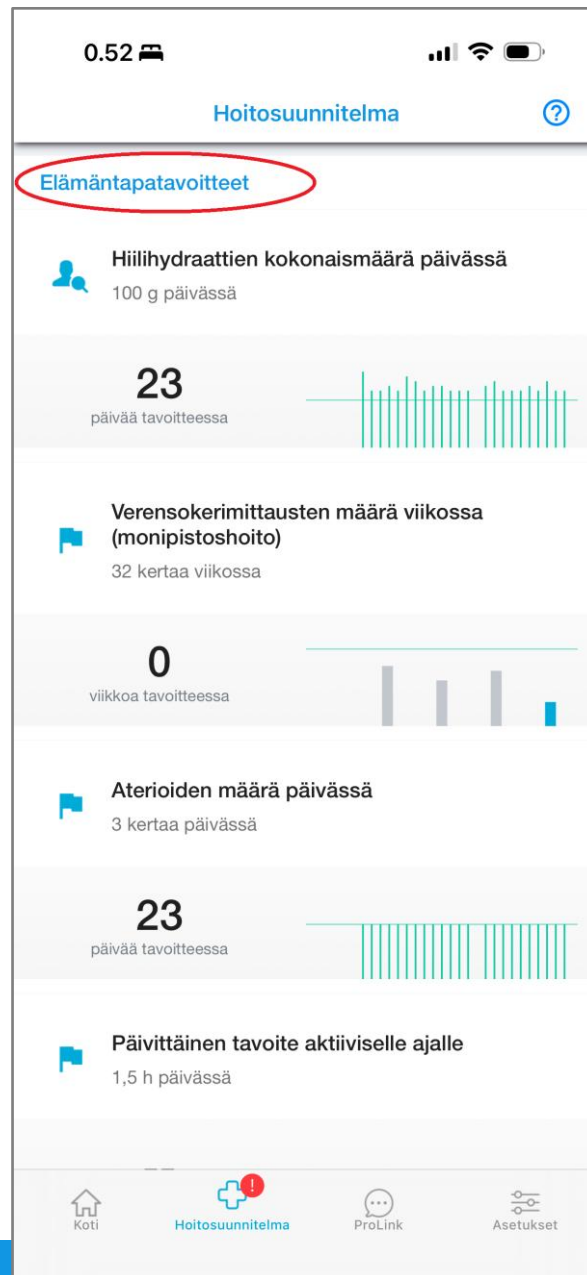 0.52
Hoitosuunnitelma
?
Elämäntapatavoitteet
Hiilihydraattien kokonaismäärä päivässä
100 g päivässä
23
päivää tavoitteessa
Verensokerimittausten määrä viikossa
(monipistoshoito)
32 kertaa viikossa
0
viikkoa tavoitteessa
Aterioiden määrä päivässä
3 kertaa päivässä
23
päivää tavoitteessa
Päivittäinen tavoite aktiiviselle ajalle
1,5 h päivässä
!
Koti
Hoitosuunnitelma
ProLink
Asetukset